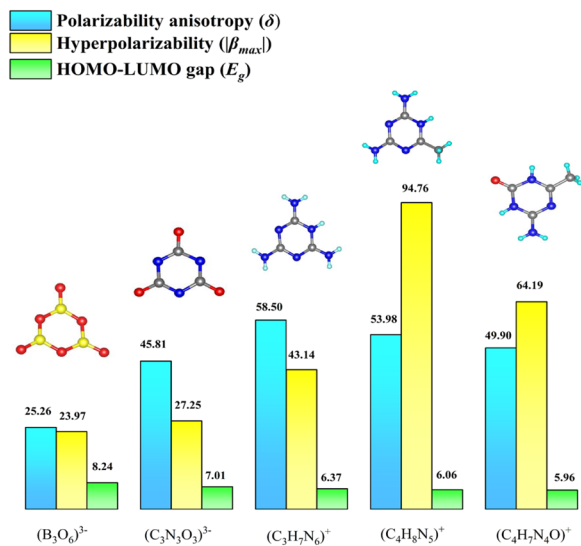 Polarizability anisotropy (δ)
Hyperpolarizability (|β_max|)
HOMO-LUMO gap (E_g)
25.26
23.97
8.24
45.81
27.25
7.01
58.50
43.14
6.37
53.98
94.76
6.06
49.90
64.19
5.96
(B₃O₆)³⁻
(C₃N₃O₃)³⁻
(C₃H₇N₆)⁺
(C₄H₈N₅)⁺
(C₄H₇N₄O)⁺